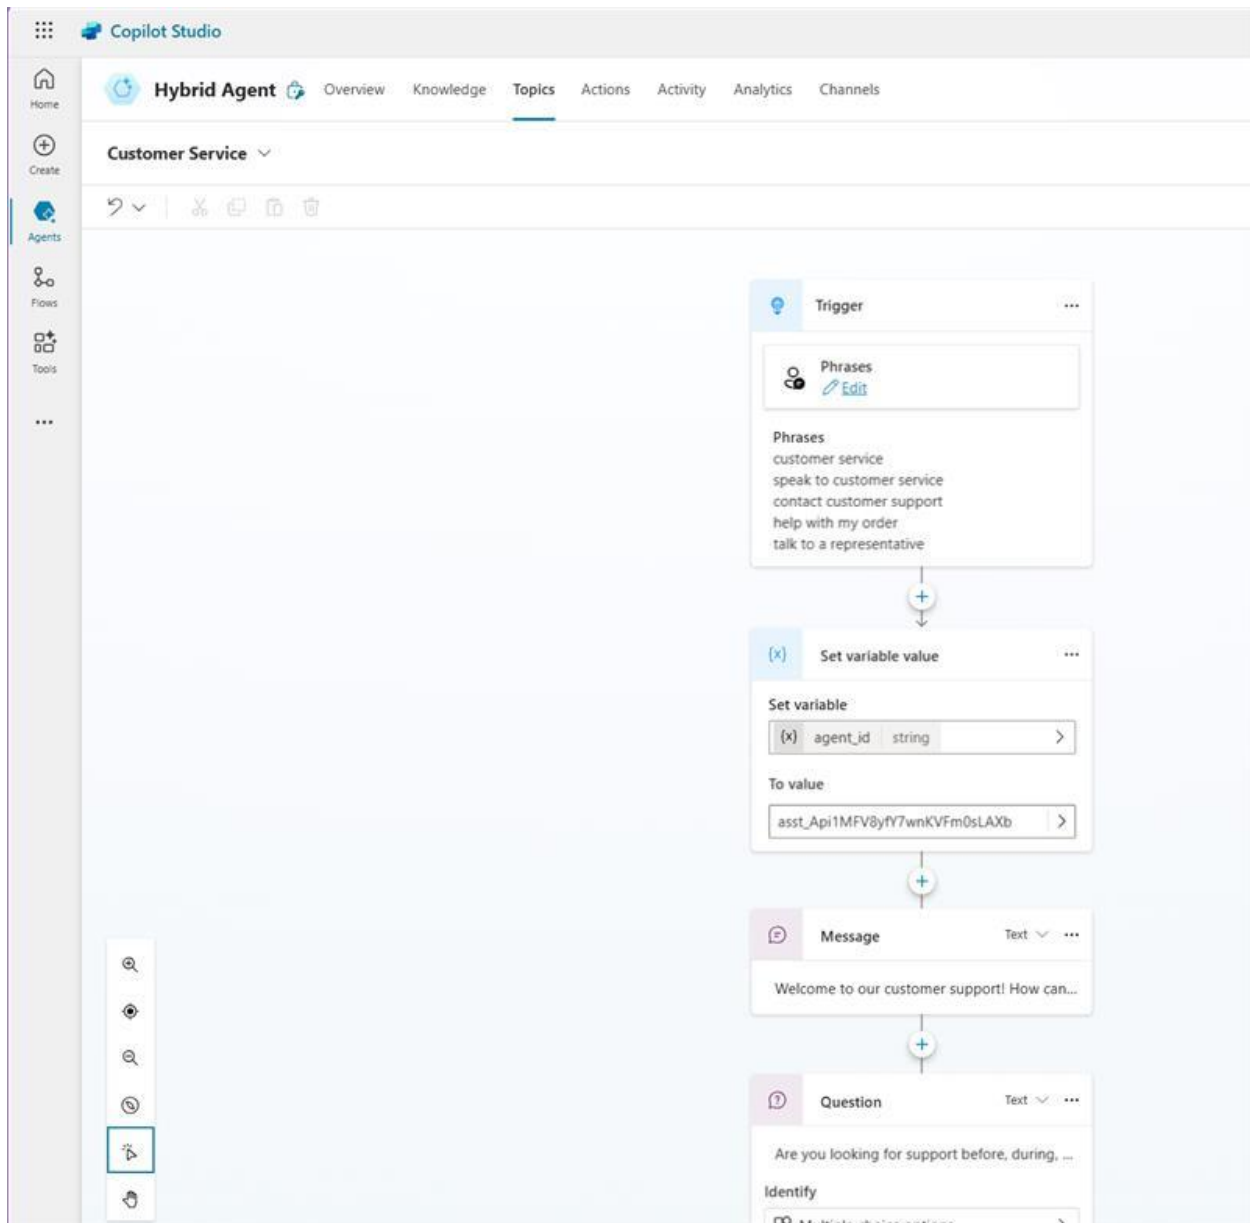 Copilot Studio
Home
Create
Agents
Flows
Tools
Hybrid Agent
Overview
Knowledge
Topics
Actions
Activity
Analytics
Channels
Customer Service
Trigger
Phrases
Edit
Phrases
customer service
speak to customer service
contact customer support
help with my order
talk to a representative
{x} Set variable value
Set variable
{x} agent_id string
To value
asst_Api1MFV8yfY7wnKVFm0sLAXb
Message Text
Welcome to our customer support! How can...
Question Text
Are you looking for support before, during, ...
Identify
Multiple choice options